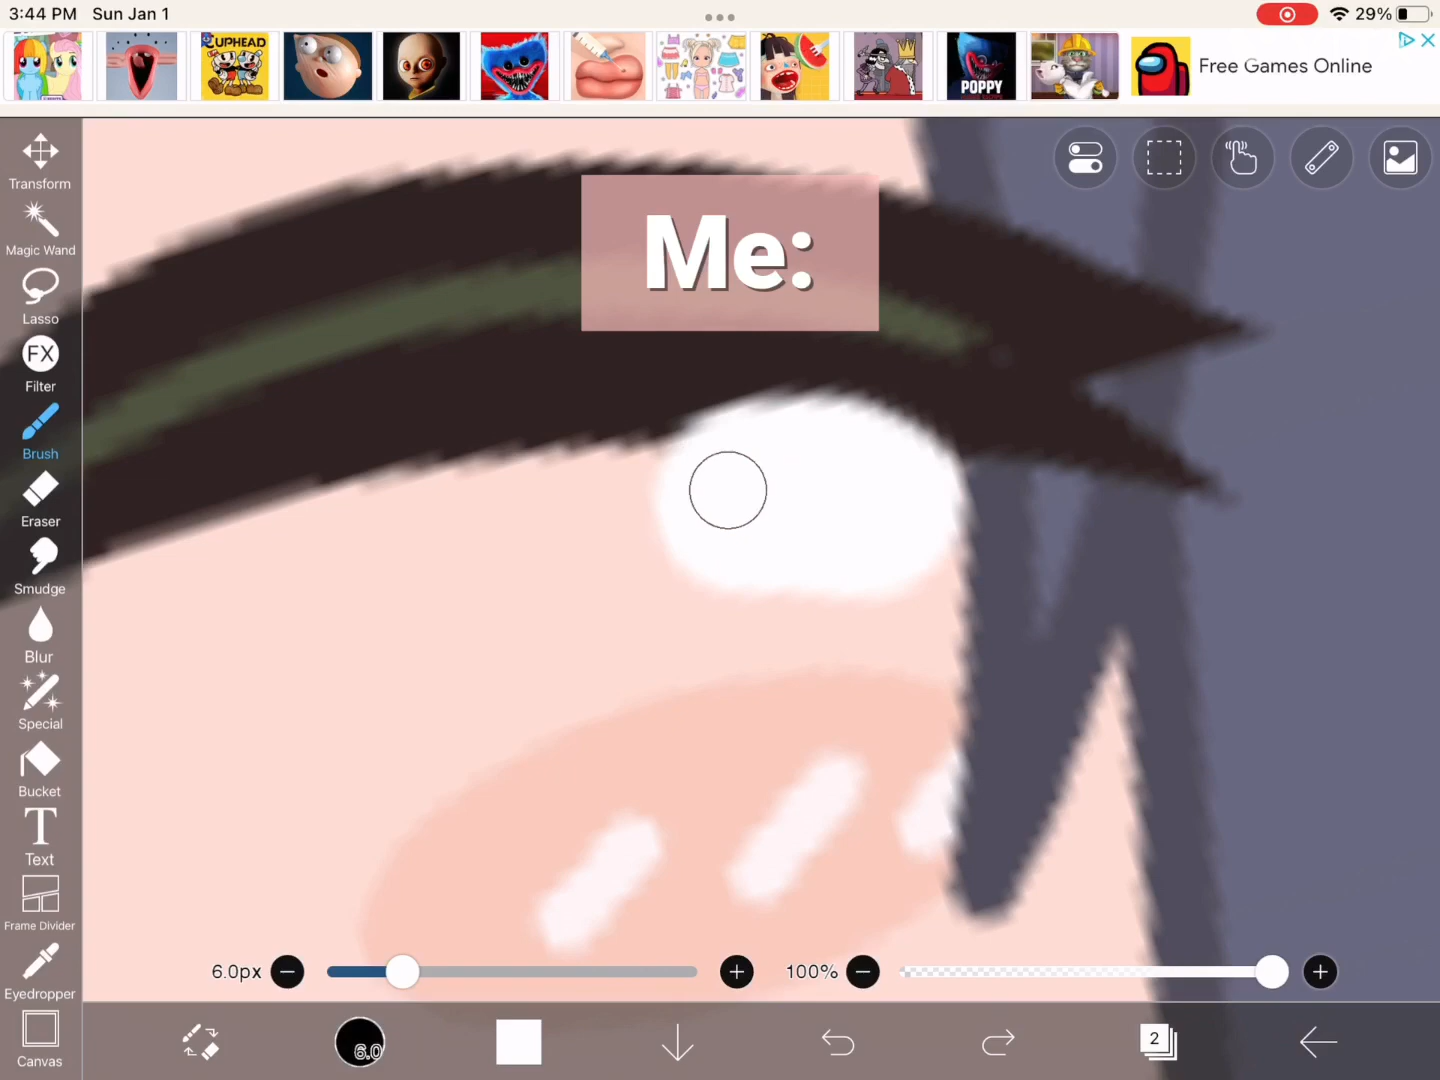 3:44 PM Sun Jan 1
29%
CUPHEAD
POPPY
Free Games Online
Transform
Magic Wand
Lasso
FX
Filter
Brush
Eraser
Smudge
Blur
Special
Bucket
T
Text
Frame Divider
Eyedropper
Canvas
Me:
6.0px
100%
6.0
2